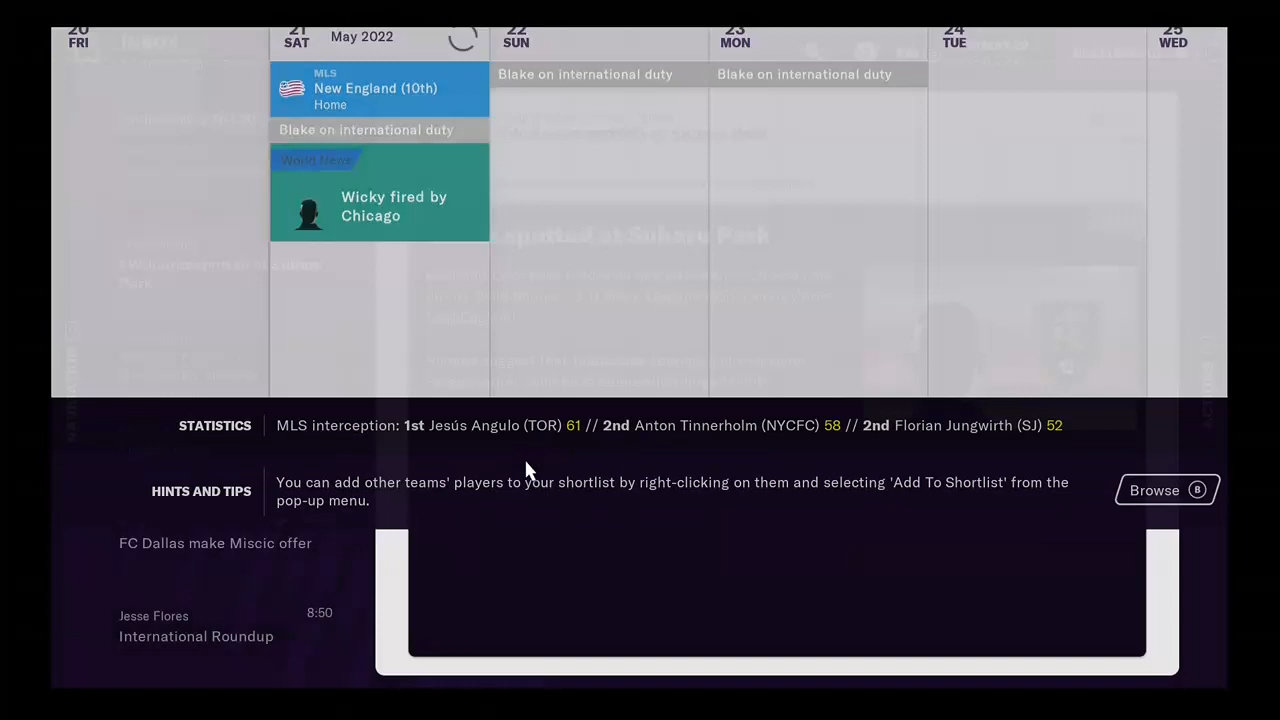 20
FRI
21
SAT
May 2022
22
SUN
23
MON
24
TUE
25
WED
MLS
New England (10th)
Home
Blake on international duty
Blake on international duty
Blake on international duty
World News
Wicky fired by
Chicago
spotted at Subaru Park
STATISTICS
MLS interception: 1st Jesús Angulo (TOR) 61 // 2nd Anton Tinnerholm (NYCFC) 58 // 2nd Florian Jungwirth (SJ) 52
HINTS AND TIPS
You can add other teams' players to your shortlist by right-clicking on them and selecting 'Add To Shortlist' from the
pop-up menu.
Browse B
FC Dallas make Miscic offer
Jesse Flores
8:50
International Roundup